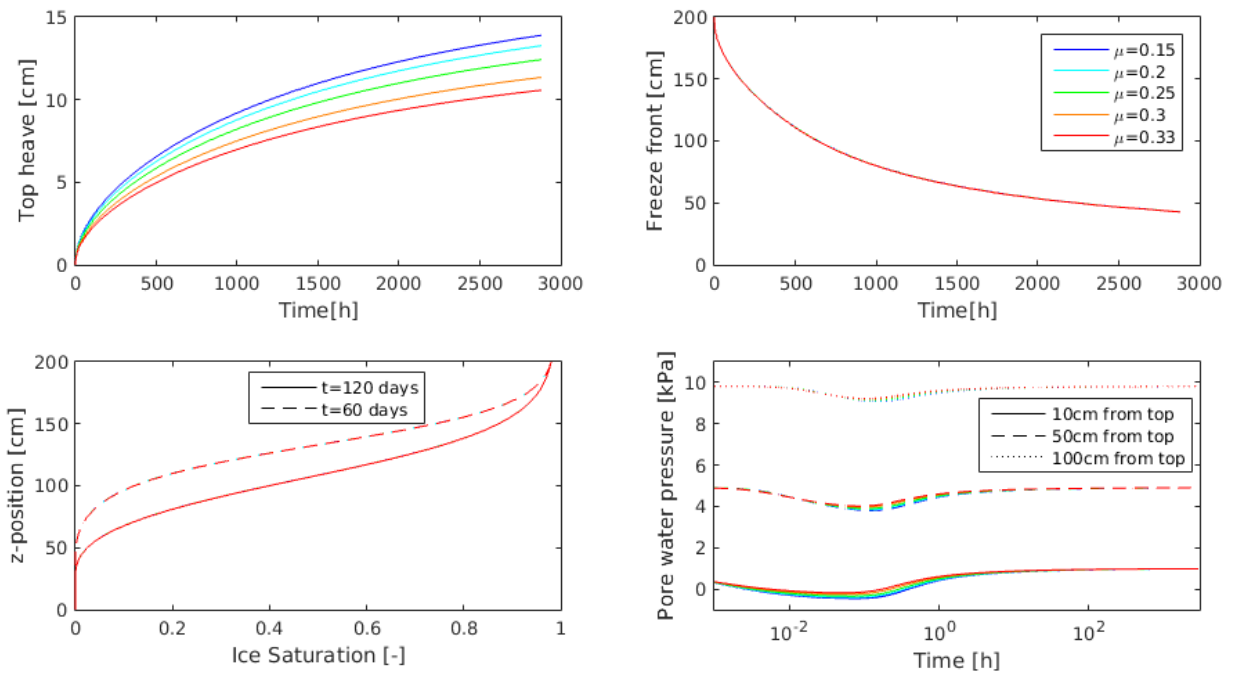 15
10
5
0
Top heave [cm]
0 500 1000 1500 2000 2500 3000
Time[h]
200
150
100
50
0
Freeze front [cm]
μ=0.15
μ=0.2
μ=0.25
μ=0.3
μ=0.33
0 500 1000 1500 2000 2500 3000
Time[h]
200
150
100
50
0
z-position [cm]
t=120 days
t=60 days
0 0.2 0.4 0.6 0.8 1
Ice Saturation [-]
10
8
6
4
2
0
Pore water pressure [kPa]
10cm from top
50cm from top
100cm from top
10⁻² 10⁰ 10²
Time [h]